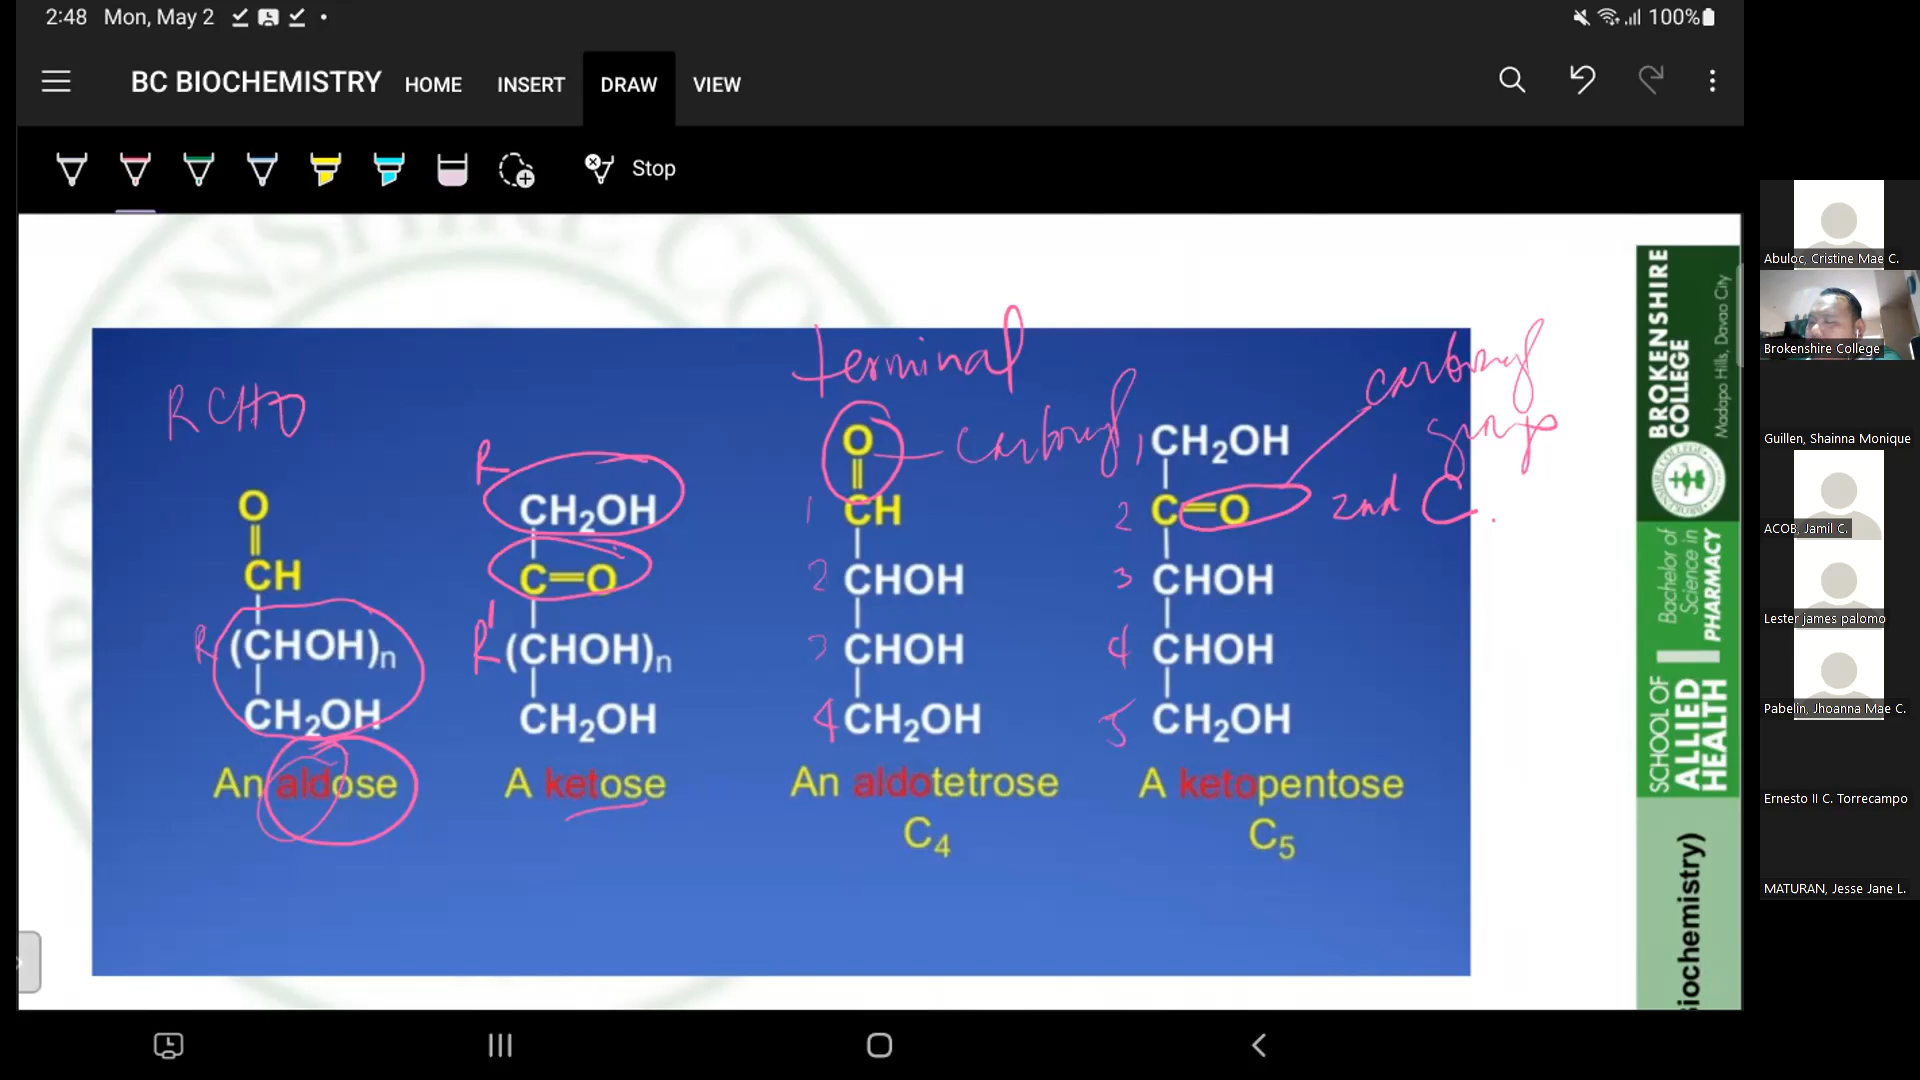 2:48 Mon, May 2
100%
BC BIOCHEMISTRY HOME INSERT DRAW VIEW
Stop
terminal
RCHO
O
CH
R (CHOH)n
CH2OH
An aldose
R
CH2OH
C=O
R' (CHOH)n
CH2OH
A ketose
O carbonyl
1 CH
2 CHOH
3 CHOH
4 CH2OH
An aldotetrose
C4
carbonyl
group
1 CH2OH
2 C=O 2nd C.
3 CHOH
4 CHOH
5 CH2OH
A ketopentose
C5
BROKENSHIRE
COLLEGE
Madapo Hills, Davao City
SCHOOL OF
ALLIED
HEALTH
Bachelor of
Science in
PHARMACY
iochemistry)
Abuloc, Cristine Mae C.
Brokenshire College
Guillen, Shainna Monique
ACOB, Jamil C.
Lester james palomo
Pabelin, Jhoanna Mae C.
Ernesto II C. Torrecampo
MATURAN, Jesse Jane L.